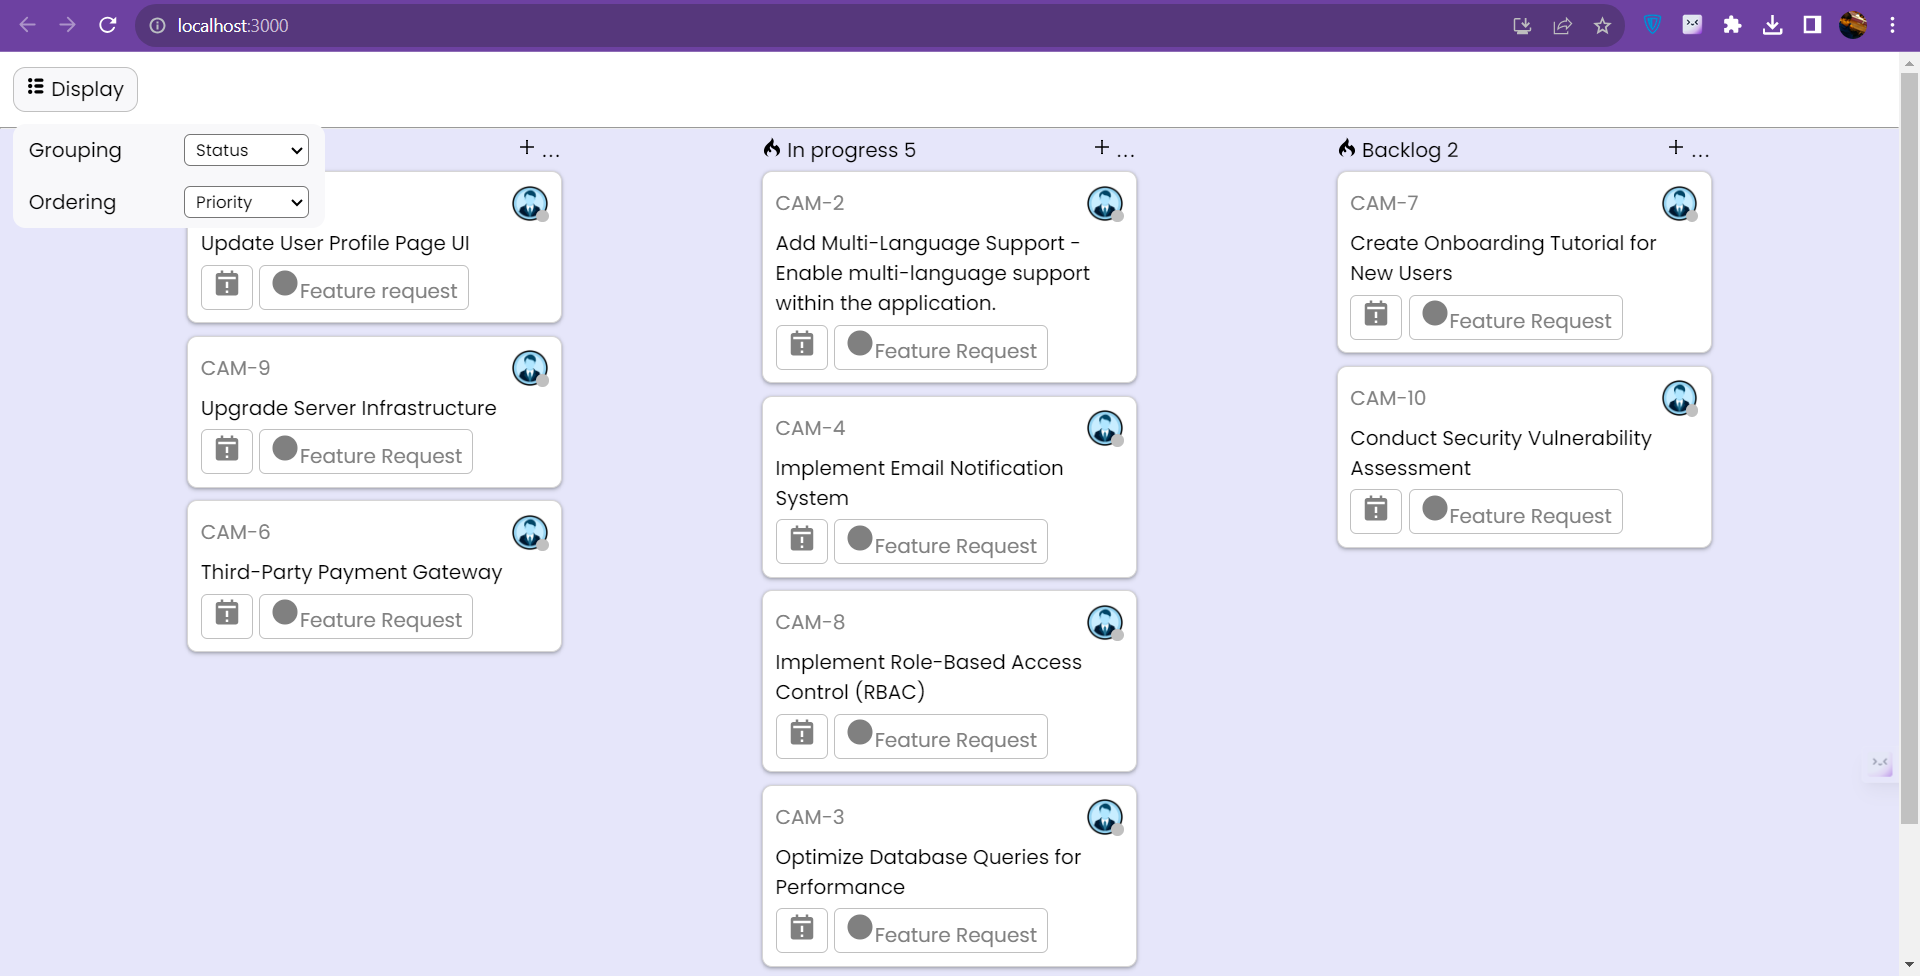 localhost:3000
Display
Grouping
Status
Ordering
Priority
+ ...
Update User Profile Page UI
Feature request
CAM-9
Upgrade Server Infrastructure
Feature Request
CAM-6
Third-Party Payment Gateway
Feature Request
In progress 5
+ ...
CAM-2
Add Multi-Language Support -
Enable multi-language support
within the application.
Feature Request
CAM-4
Implement Email Notification
System
Feature Request
CAM-8
Implement Role-Based Access
Control (RBAC)
Feature Request
CAM-3
Optimize Database Queries for
Performance
Feature Request
Backlog 2
+ ...
CAM-7
Create Onboarding Tutorial for
New Users
Feature Request
CAM-10
Conduct Security Vulnerability
Assessment
Feature Request